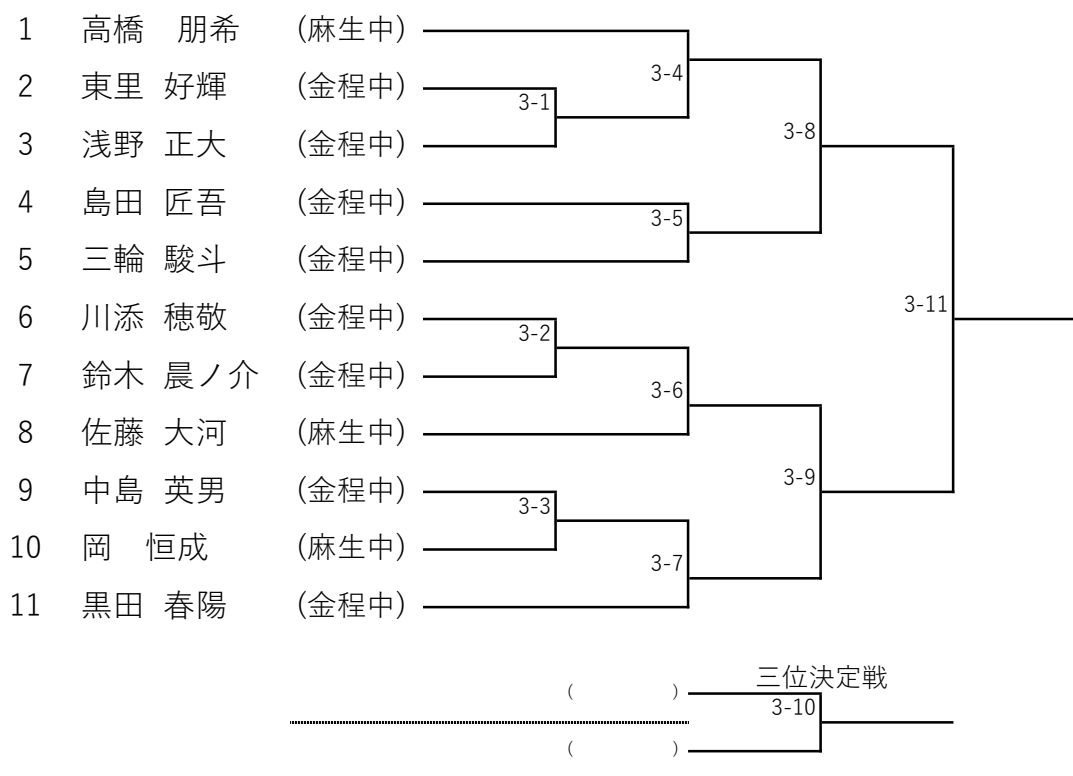 1 高橋 朋希 (麻生中)
3-4
2 東里 好輝 (金程中)
3-1
3-8
3 浅野 正大 (金程中)
4 島田 匠吾 (金程中)
3-5
5 三輪 駿斗 (金程中)
3-11
6 川添 穂敬 (金程中)
3-2
7 鈴木 晨ノ介 (金程中)
3-6
8 佐藤 大河 (麻生中)
3-9
9 中島 英男 (金程中)
3-3
10 岡 恒成 (麻生中)
3-7
11 黒田 春陽 (金程中)
三位決定戦
( )
3-10
( )